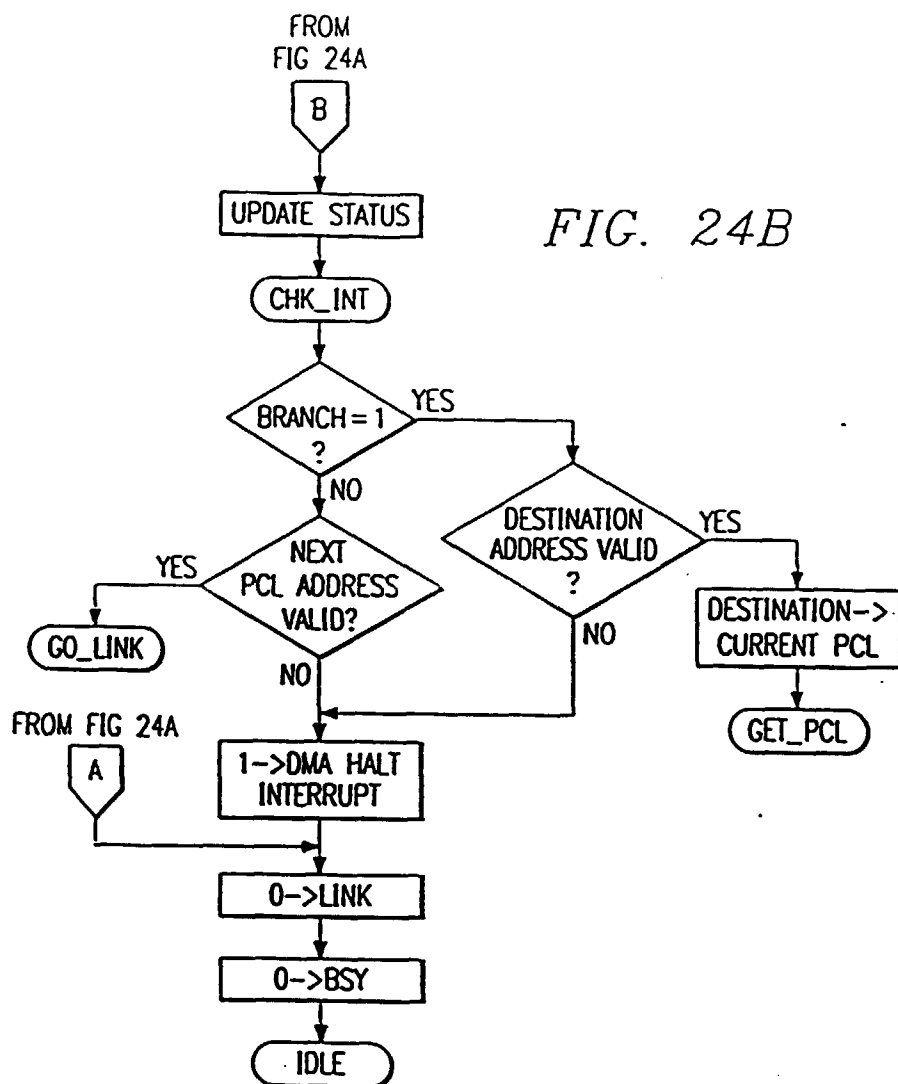 FROM
FIG 24A
B
UPDATE STATUS
FIG. 24B
CHK_INT
BRANCH = 1
?
YES
NO
DESTINATION
ADDRESS VALID
?
YES
NO
NEXT
PCL ADDRESS
VALID?
YES
NO
GO_LINK
DESTINATION->
CURRENT PCL
GET_PCL
FROM FIG 24A
A
1->DMA HALT
INTERRUPT
0->LINK
0->BSY
IDLE